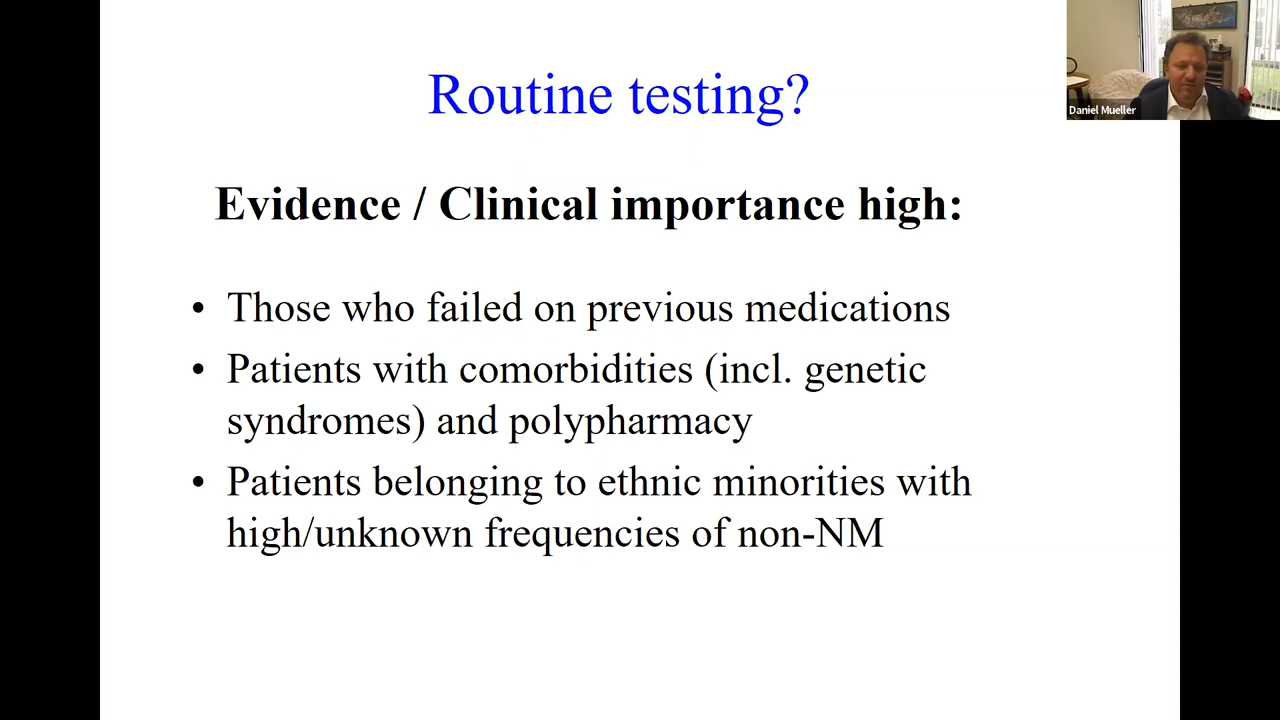 Routine testing?
Daniel Mueller
Evidence / Clinical importance high:
• Those who failed on previous medications
• Patients with comorbidities (incl. genetic
syndromes) and polypharmacy
• Patients belonging to ethnic minorities with
high/unknown frequencies of non-NM